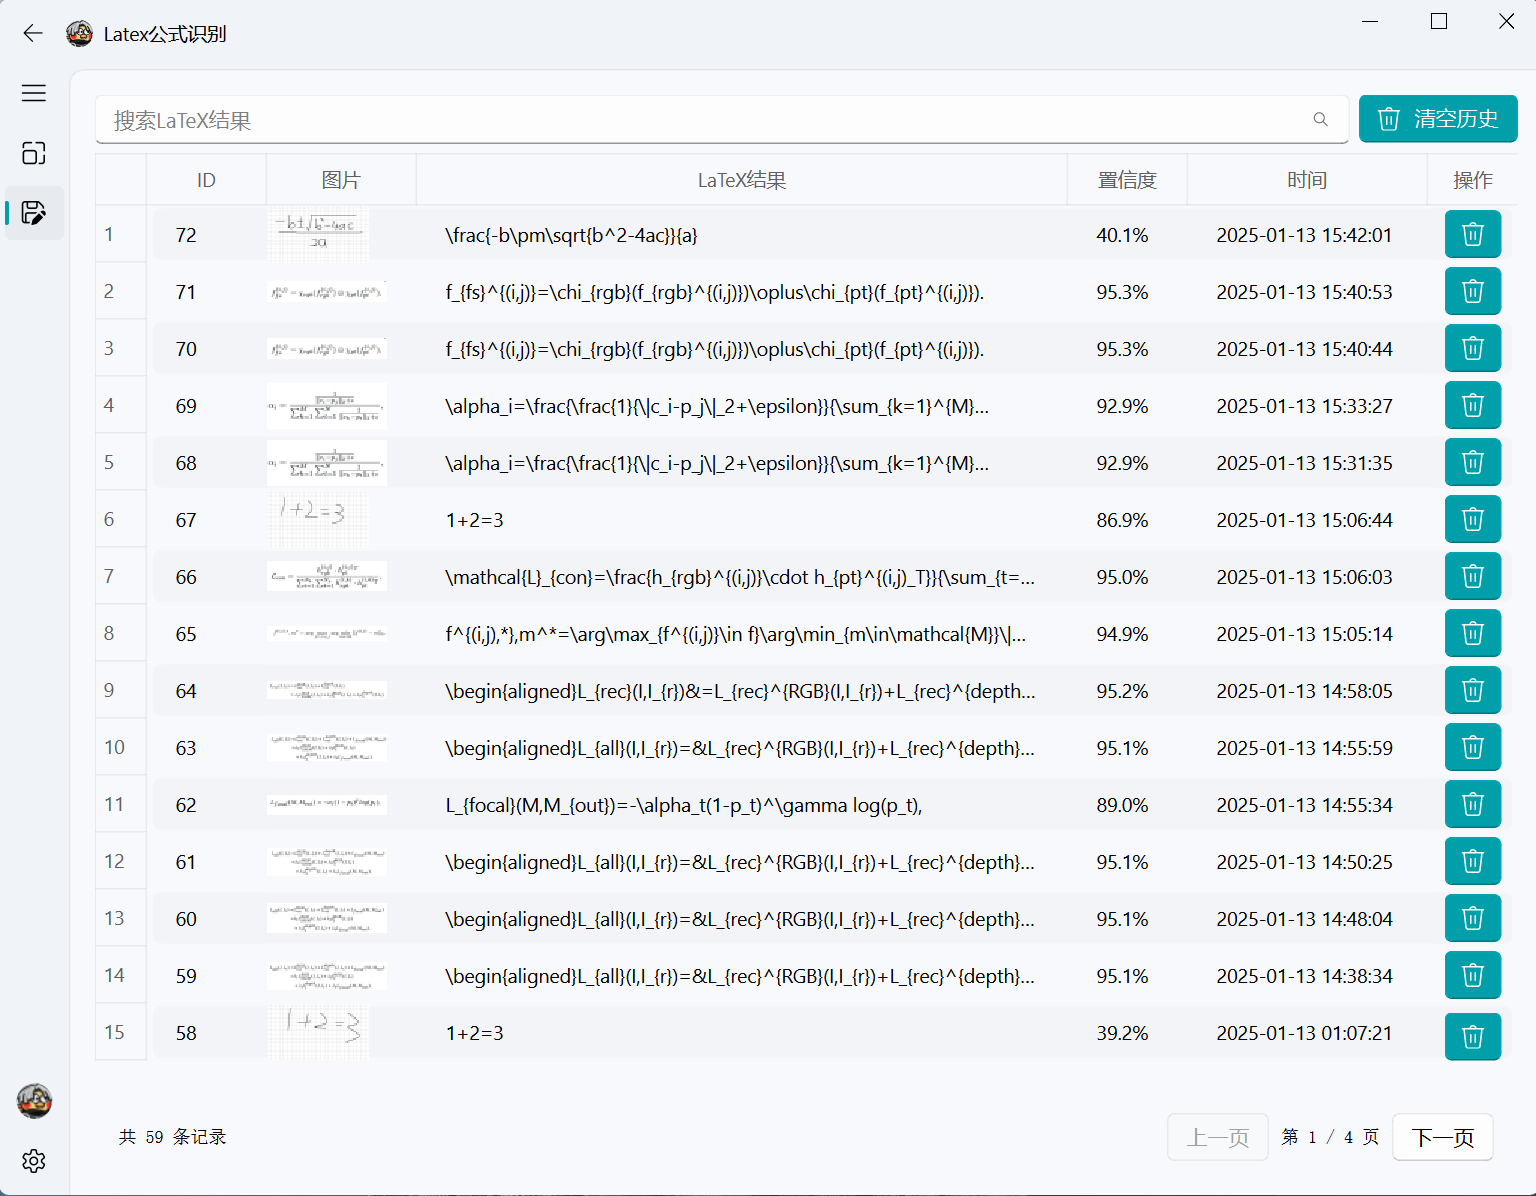 Latex公式识别
搜索LaTeX结果
清空历史
ID 图片 LaTeX结果 置信度 时间 操作
1 72 \frac{-b\pm\sqrt{b^2-4ac}}{a} 40.1% 2025-01-13 15:42:01
2 71 f_{fs}^{(i,j)}=\chi_{rgb}(f_{rgb}^{(i,j)})\oplus\chi_{pt}(f_{pt}^{(i,j)}). 95.3% 2025-01-13 15:40:53
3 70 f_{fs}^{(i,j)}=\chi_{rgb}(f_{rgb}^{(i,j)})\oplus\chi_{pt}(f_{pt}^{(i,j)}). 95.3% 2025-01-13 15:40:44
4 69 \alpha_i=\frac{\frac{1}{\|c_i-p_j\|_2+\epsilon}}{\sum_{k=1}^{M}... 92.9% 2025-01-13 15:33:27
5 68 \alpha_i=\frac{\frac{1}{\|c_i-p_j\|_2+\epsilon}}{\sum_{k=1}^{M}... 92.9% 2025-01-13 15:31:35
6 67 1+2=3 1+2=3 86.9% 2025-01-13 15:06:44
7 66 \mathcal{L}_{con}=\frac{h_{rgb}^{(i,j)}\cdot h_{pt}^{(i,j)_T}}{\sum_{t=... 95.0% 2025-01-13 15:06:03
8 65 f^{(i,j),*},m^*=\arg\max_{f^{(i,j)}\in f}\arg\min_{m\in\mathcal{M}}\|... 94.9% 2025-01-13 15:05:14
9 64 \begin{aligned}L_{rec}(I,I_{r})&=L_{rec}^{RGB}(I,I_{r})+L_{rec}^{depth... 95.2% 2025-01-13 14:58:05
10 63 \begin{aligned}L_{all}(I,I_{r})=&L_{rec}^{RGB}(I,I_{r})+L_{rec}^{depth}... 95.1% 2025-01-13 14:55:59
11 62 L_{focal}(M,M_{out})=-\alpha_t(1-p_t)^\gamma log(p_t), 89.0% 2025-01-13 14:55:34
12 61 \begin{aligned}L_{all}(I,I_{r})=&L_{rec}^{RGB}(I,I_{r})+L_{rec}^{depth}... 95.1% 2025-01-13 14:50:25
13 60 \begin{aligned}L_{all}(I,I_{r})=&L_{rec}^{RGB}(I,I_{r})+L_{rec}^{depth}... 95.1% 2025-01-13 14:48:04
14 59 \begin{aligned}L_{all}(I,I_{r})=&L_{rec}^{RGB}(I,I_{r})+L_{rec}^{depth}... 95.1% 2025-01-13 14:38:34
15 58 1+2=3 1+2=3 39.2% 2025-01-13 01:07:21
共 59 条记录 上一页 第 1 / 4 页 下一页